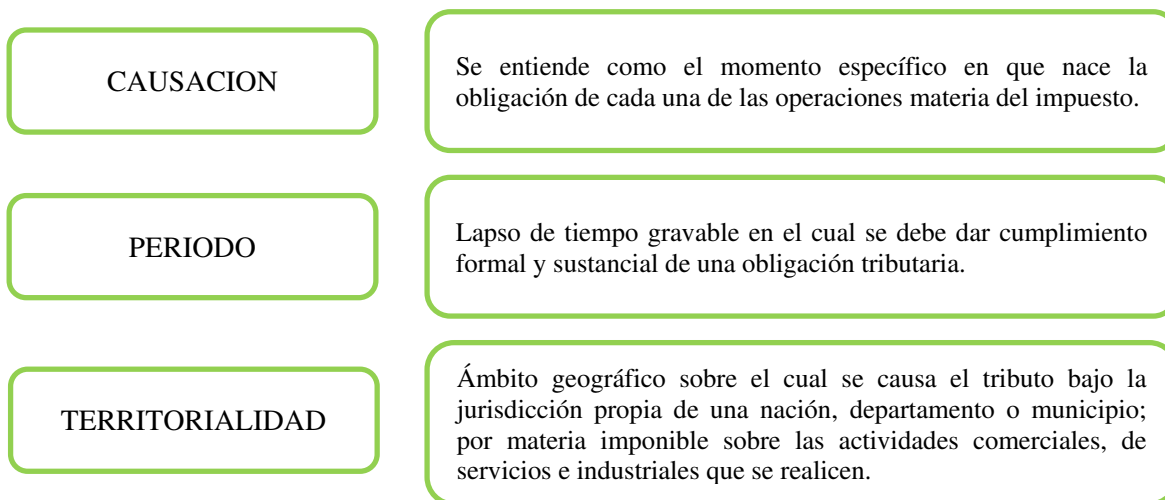 CAUSACION
Se entiende como el momento específico en que nace la
obligación de cada una de las operaciones materia del impuesto.
PERIODO
Lapso de tiempo gravable en el cual se debe dar cumplimiento
formal y sustancial de una obligación tributaria.
TERRITORIALIDAD
Ámbito geográfico sobre el cual se causa el tributo bajo la
jurisdicción propia de una nación, departamento o municipio;
por materia imponible sobre las actividades comerciales, de
servicios e industriales que se realicen.